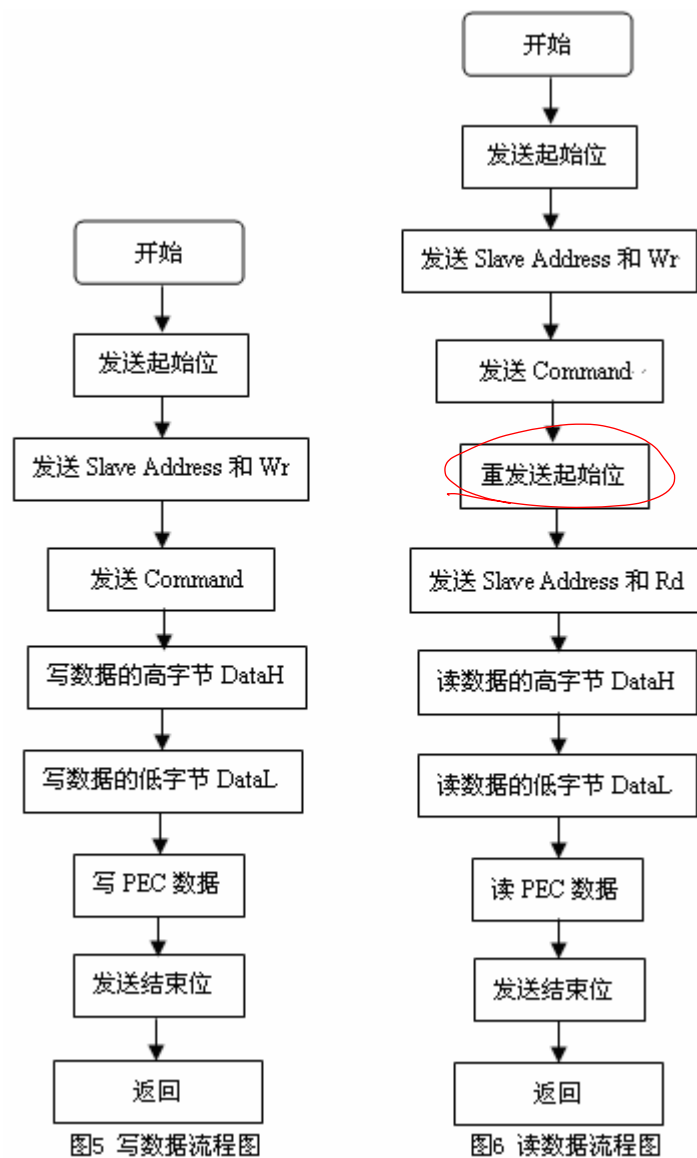 开始
发送起始位
发送 Slave Address 和 Wr
发送 Command
写数据的高字节 DataH
写数据的低字节 DataL
写 PEC 数据
发送结束位
返回
图5 写数据流程图
开始
发送起始位
发送 Slave Address 和 Wr
发送 Command
重发送起始位
发送 Slave Address 和 Rd
读数据的高字节 DataH
读数据的低字节 DataL
读 PEC 数据
发送结束位
返回
图6 读数据流程图